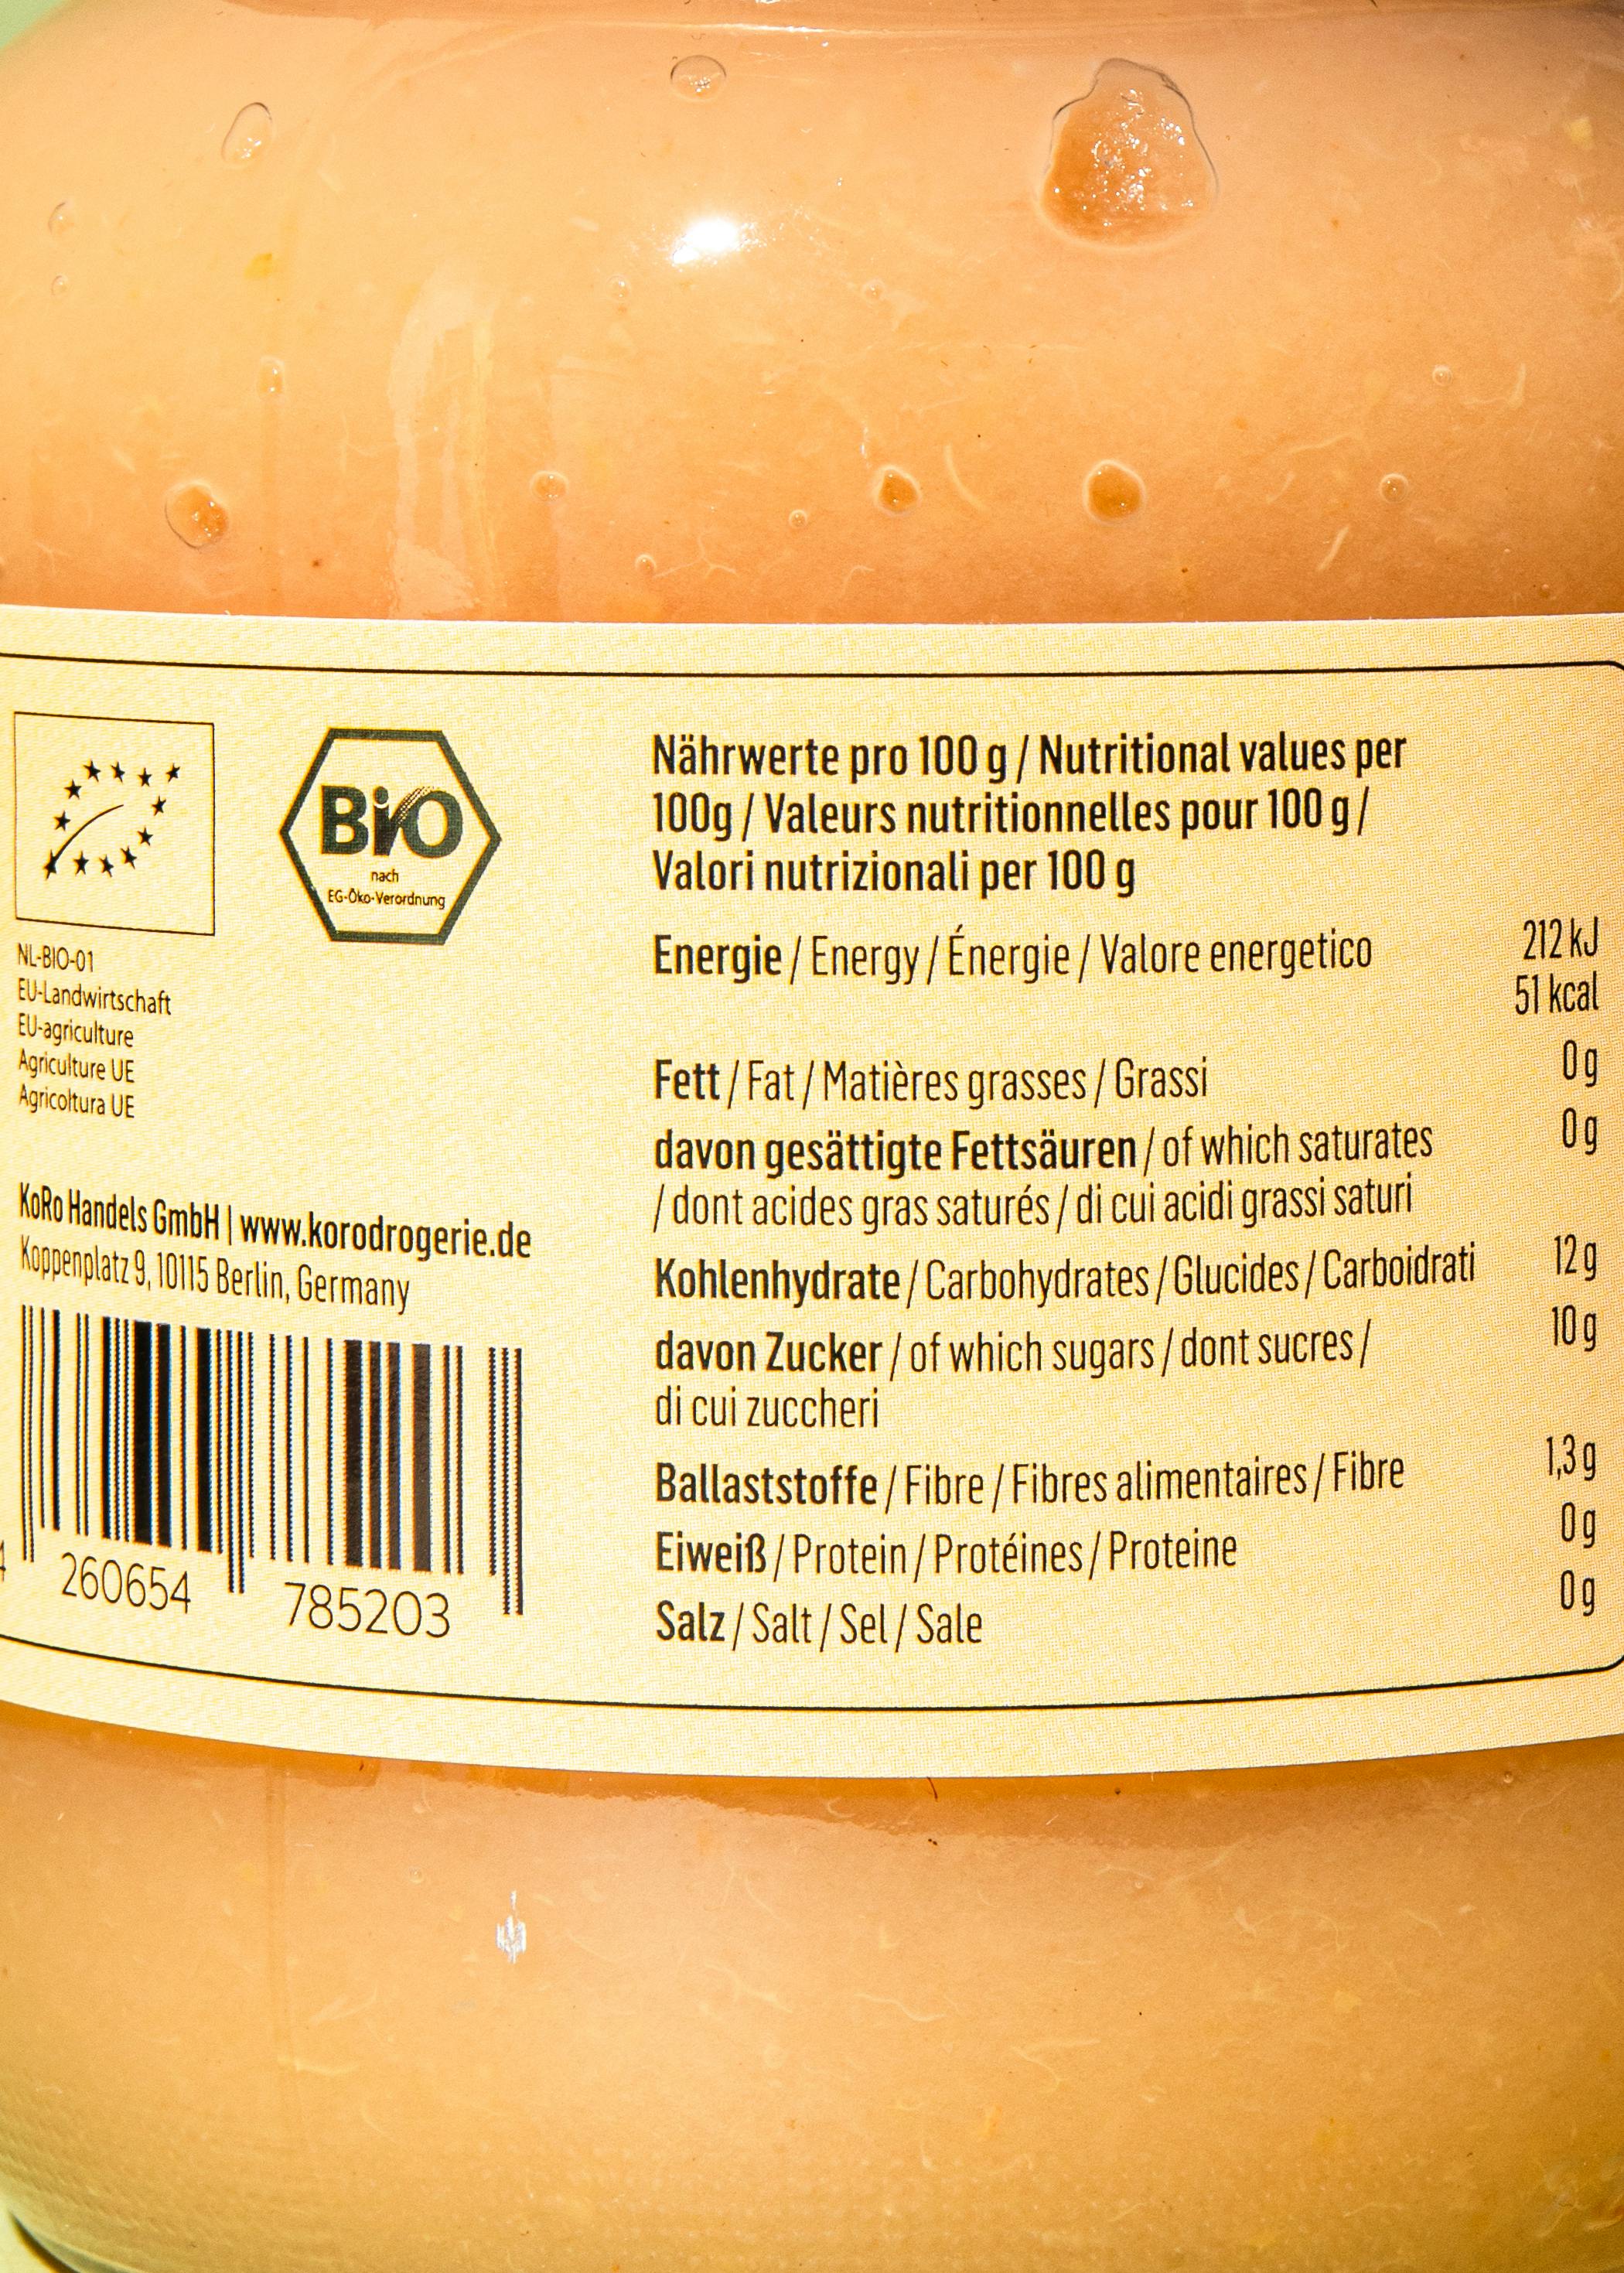 BiO
nach
EG-Öko-Verordnung
NL-BIO-01
EU-Landwirtschaft
EU-agriculture
Agriculture UE
Agricoltura UE
KoRo Handels GmbH | www.korodrogerie.de
Koppenplatz 9, 10115 Berlin, Germany
4 260654 785203
Nährwerte pro 100 g / Nutritional values per
100g / Valeurs nutritionnelles pour 100 g /
Valori nutrizionali per 100 g
Energie / Energy / Énergie / Valore energetico 212 kJ
51 kcal
Fett / Fat / Matières grasses / Grassi 0 g
davon gesättigte Fettsäuren / of which saturates 0 g
/ dont acides gras saturés / di cui acidi grassi saturi
Kohlenhydrate / Carbohydrates / Glucides / Carboidrati 12 g
davon Zucker / of which sugars / dont sucres / 10 g
di cui zuccheri
Ballaststoffe / Fibre / Fibres alimentaires / Fibre 1,3 g
Eiweiß / Protein / Protéines / Proteine 0 g
Salz / Salt / Sel / Sale 0 g